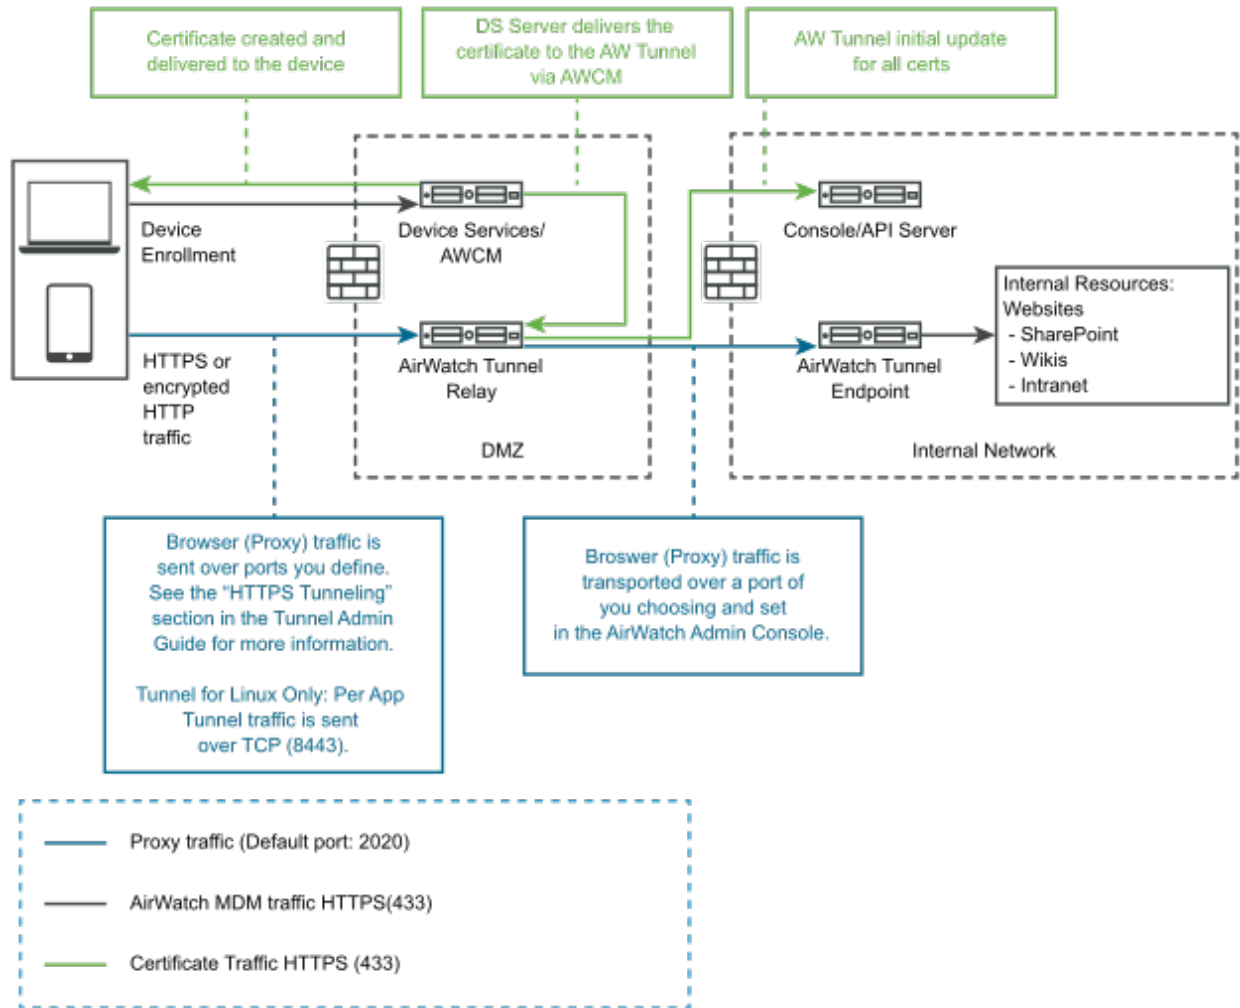 Certificate created and
delivered to the device
DS Server delivers the
certificate to the AW Tunnel
via AWCM
AW Tunnel initial update
for all certs
Device
Enrollment
Device Services/
AWCM
Console/API Server
Internal Resources:
Websites
- SharePoint
- Wikis
- Intranet
HTTPS or
encrypted
HTTP
traffic
AirWatch Tunnel
Relay
AirWatch Tunnel
Endpoint
DMZ
Internal Network
Browser (Proxy) traffic is
sent over ports you define.
See the “HTTPS Tunneling”
section in the Tunnel Admin
Guide for more information.
Tunnel for Linux Only: Per App
Tunnel traffic is sent
over TCP (8443).
Broswer (Proxy) traffic is
transported over a port of
you choosing and set
in the AirWatch Admin Console.
Proxy traffic (Default port: 2020)
AirWatch MDM traffic HTTPS(433)
Certificate Traffic HTTPS (433)